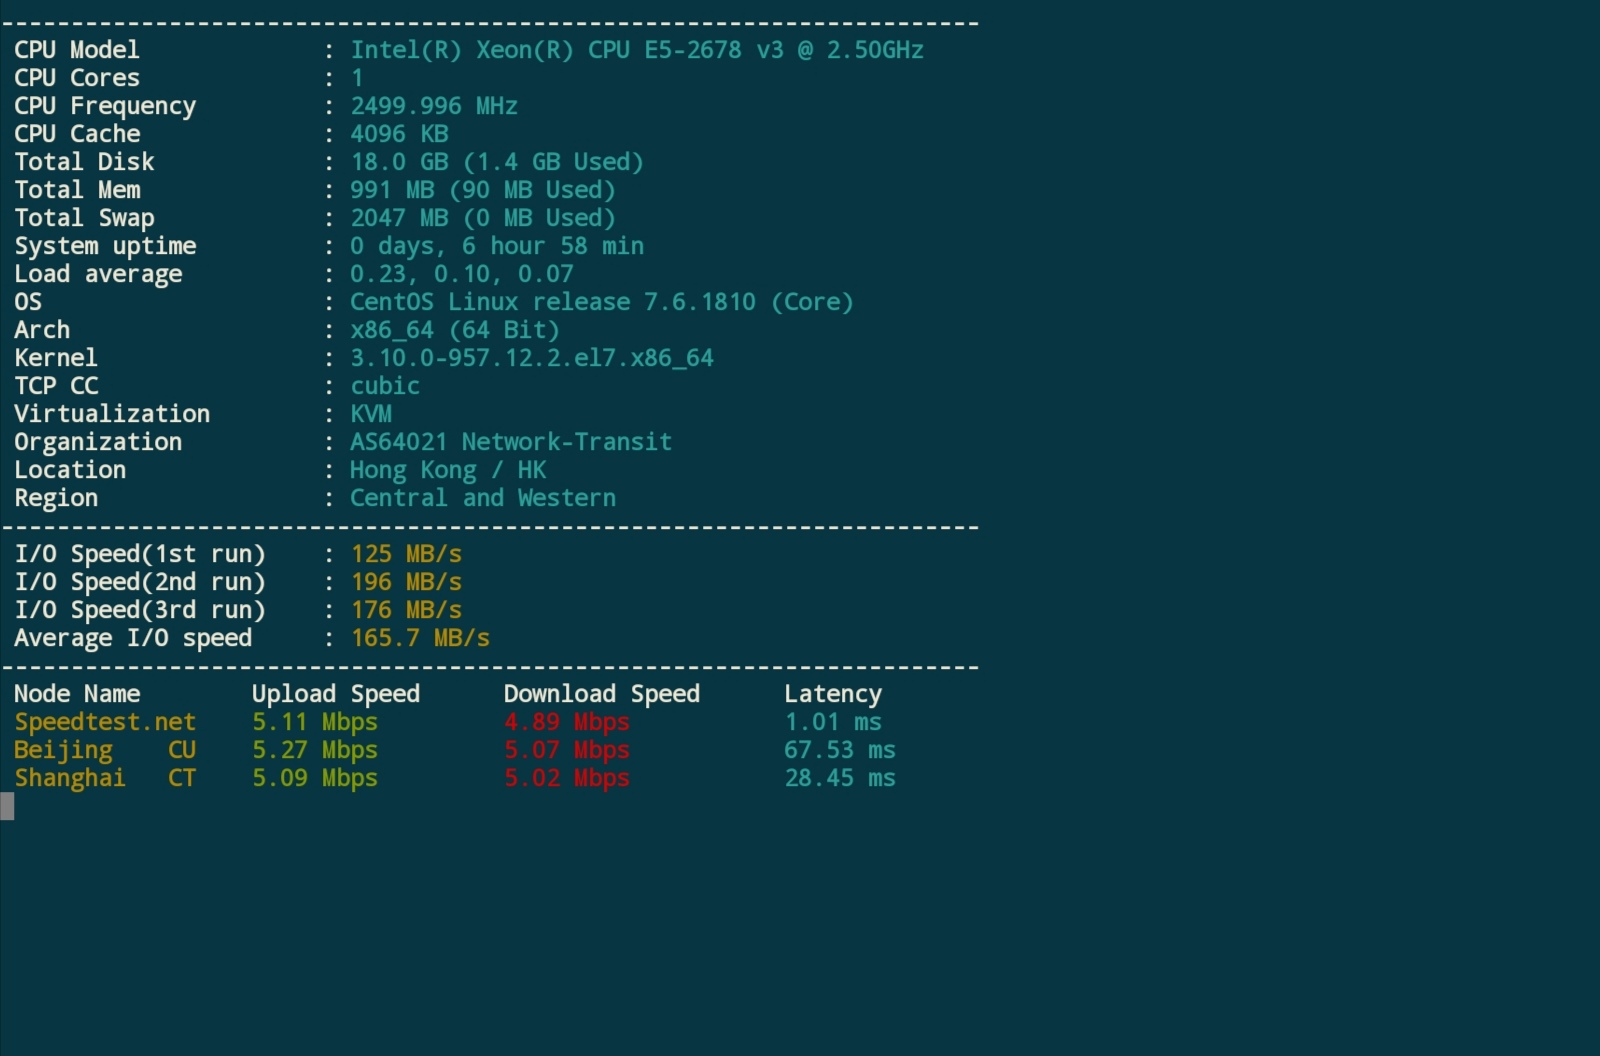 ----------------------------------------------------------------------
CPU Model : Intel(R) Xeon(R) CPU E5-2678 v3 @ 2.50GHz
CPU Cores : 1
CPU Frequency : 2499.996 MHz
CPU Cache : 4096 KB
Total Disk : 18.0 GB (1.4 GB Used)
Total Mem : 991 MB (90 MB Used)
Total Swap : 2047 MB (0 MB Used)
System uptime : 0 days, 6 hour 58 min
Load average : 0.23, 0.10, 0.07
OS : CentOS Linux release 7.6.1810 (Core)
Arch : x86_64 (64 Bit)
Kernel : 3.10.0-957.12.2.el7.x86_64
TCP CC : cubic
Virtualization : KVM
Organization : AS64021 Network-Transit
Location : Hong Kong / HK
Region : Central and Western
----------------------------------------------------------------------
I/O Speed(1st run) : 125 MB/s
I/O Speed(2nd run) : 196 MB/s
I/O Speed(3rd run) : 176 MB/s
Average I/O speed : 165.7 MB/s
----------------------------------------------------------------------
Node Name Upload Speed Download Speed Latency
Speedtest.net 5.11 Mbps 4.89 Mbps 1.01 ms
Beijing CU 5.27 Mbps 5.07 Mbps 67.53 ms
Shanghai CT 5.09 Mbps 5.02 Mbps 28.45 ms